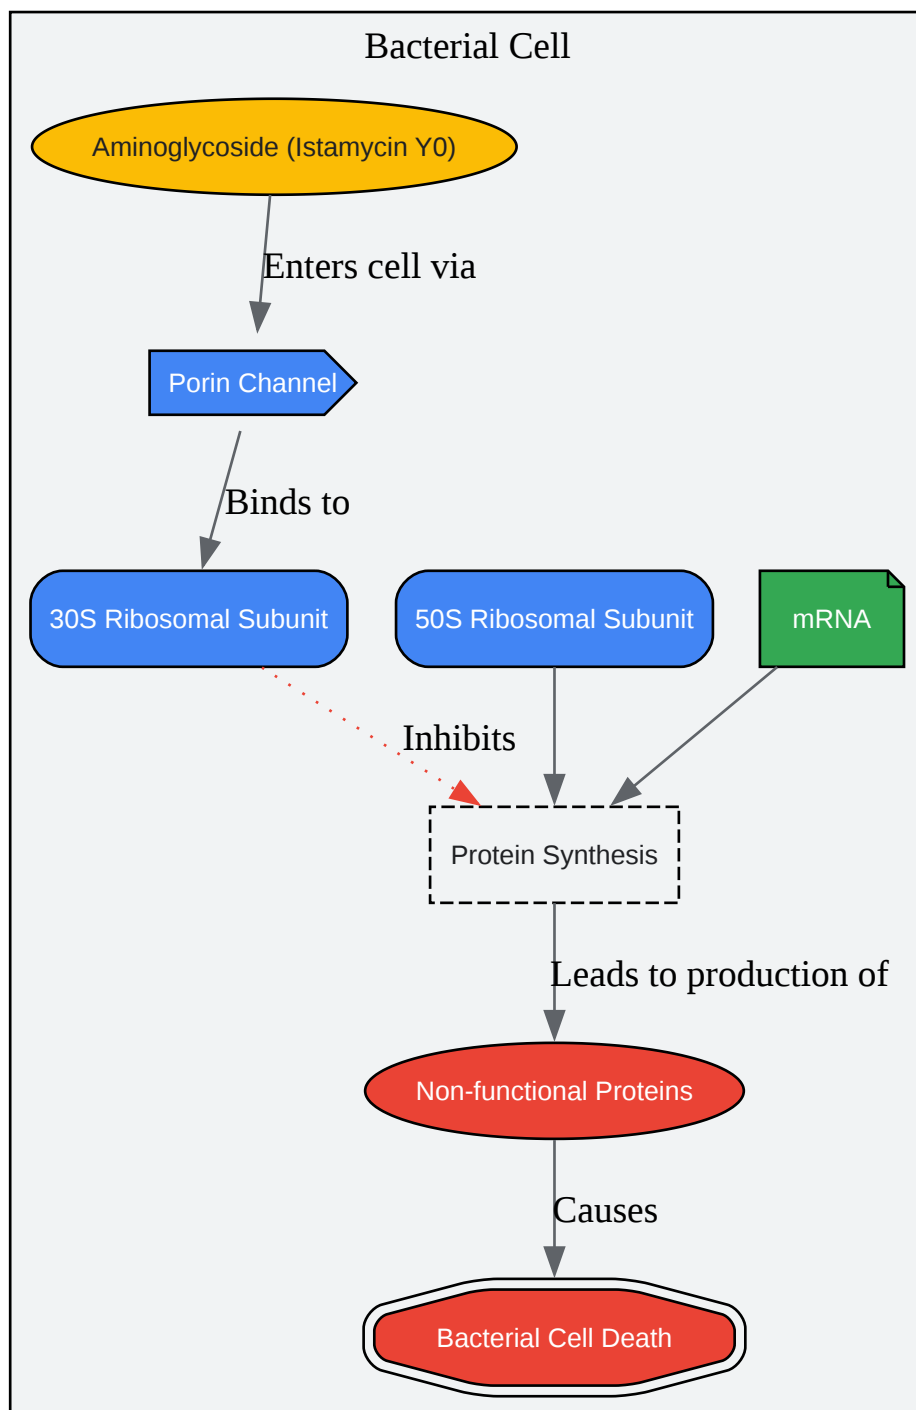 Bacterial Cell
Aminoglycoside (Istamycin Y0)
Enters cell via
Porin Channel
Binds to
30S Ribosomal Subunit
50S Ribosomal Subunit
mRNA
Inhibits
Protein Synthesis
Leads to production of
Non-functional Proteins
Causes
Bacterial Cell Death